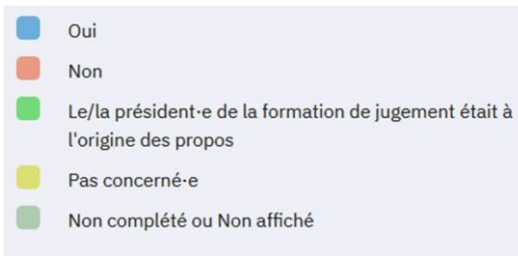 Oui
Non
Le/la président·e de la formation de jugement était à
l'origine des propos
Pas concerné·e
Non complété ou Non affiché